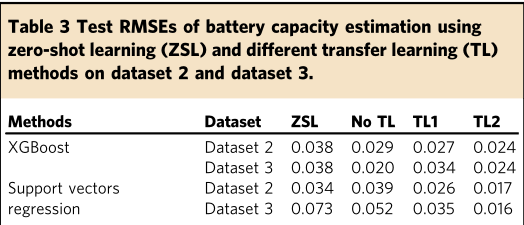 Table 3 Test RMSEs of battery capacity estimation using
zero-shot learning (ZSL) and different transfer learning (TL)
methods on dataset 2 and dataset 3.
Methods Dataset ZSL No TL TL1 TL2
XGBoost Dataset 2 0.038 0.029 0.027 0.024
Dataset 3 0.038 0.020 0.034 0.024
Support vectors Dataset 2 0.034 0.039 0.026 0.017
regression Dataset 3 0.073 0.052 0.035 0.016